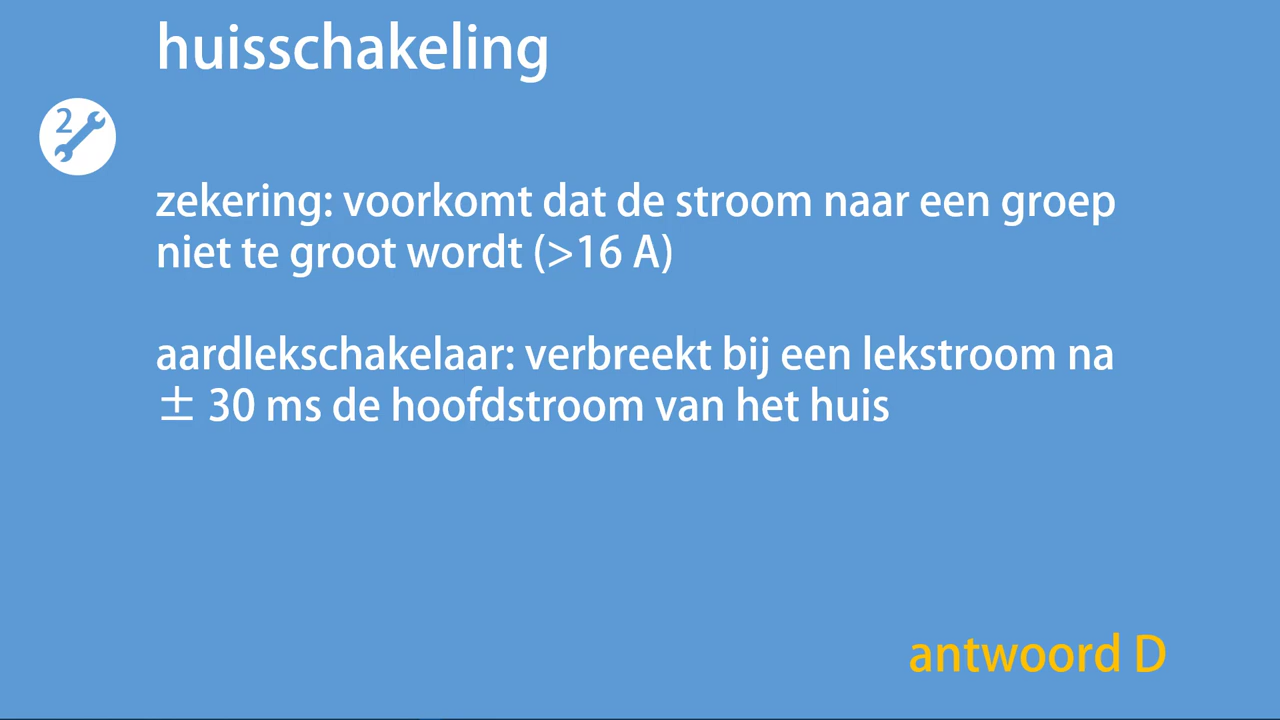 huisschakeling
2
zekering: voorkomt dat de stroom naar een groep
niet te groot wordt (>16 A)
aardlekschakelaar: verbreekt bij een lekstroom na
± 30 ms de hoofdstroom van het huis
antwoord D